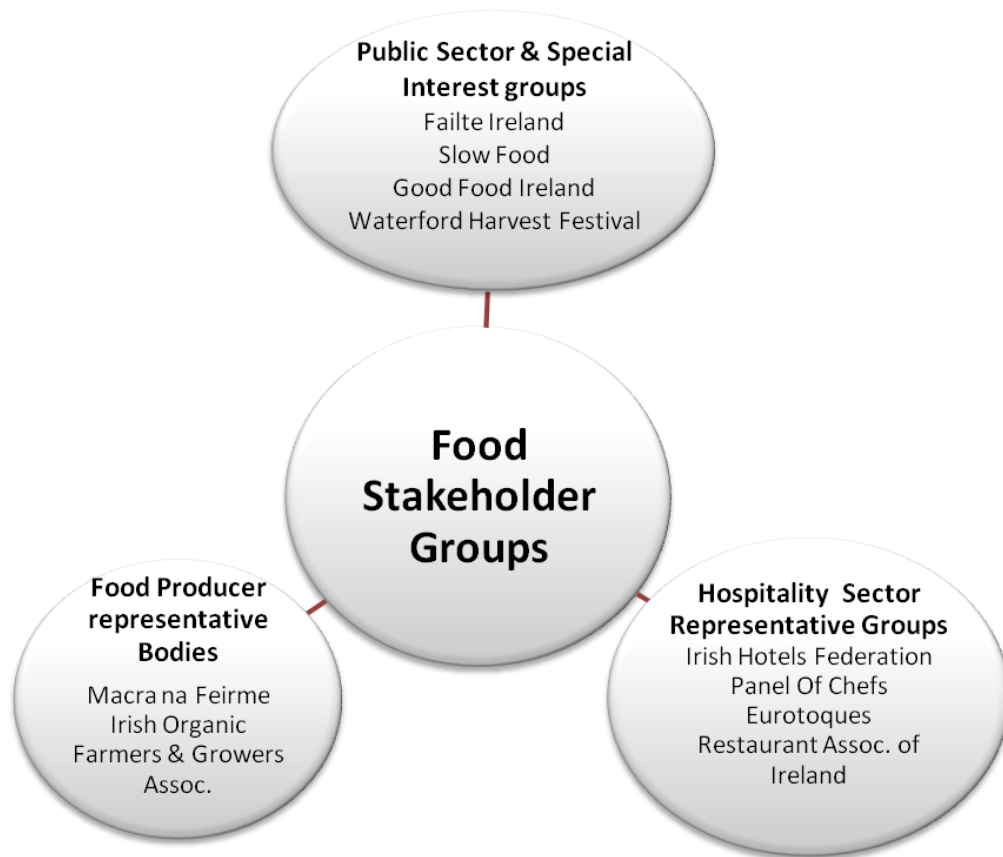 Public Sector & Special
Interest groups
Failte Ireland
Slow Food
Good Food Ireland
Waterford Harvest Festival
Food
Stakeholder
Groups
Food Producer
representative
Bodies
Macra na Feirme
Irish Organic
Farmers & Growers
Assoc.
Hospitality Sector
Representative Groups
Irish Hotels Federation
Panel Of Chefs
Eurotoques
Restaurant Assoc. of
Ireland